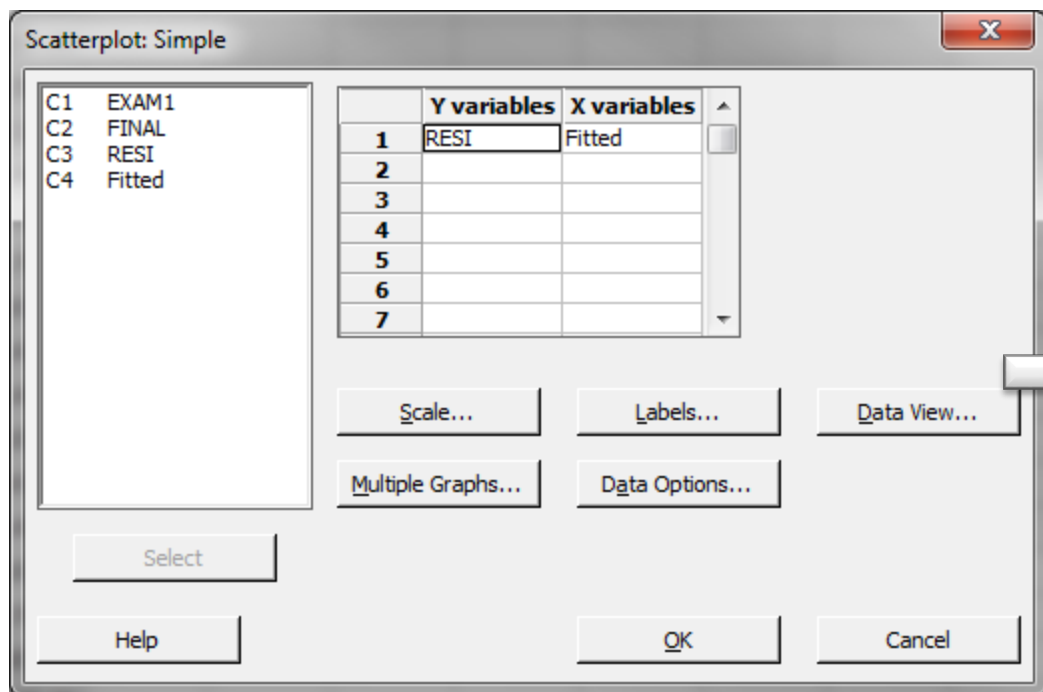 Scatterplot: Simple
x
C1 EXAM1
C2 FINAL
C3 RESI
C4 Fitted
Y variables X variables
1 RESI Fitted
2
3
4
5
6
7
Scale... Labels... Data View...
Multiple Graphs... Data Options...
Select
Help OK Cancel